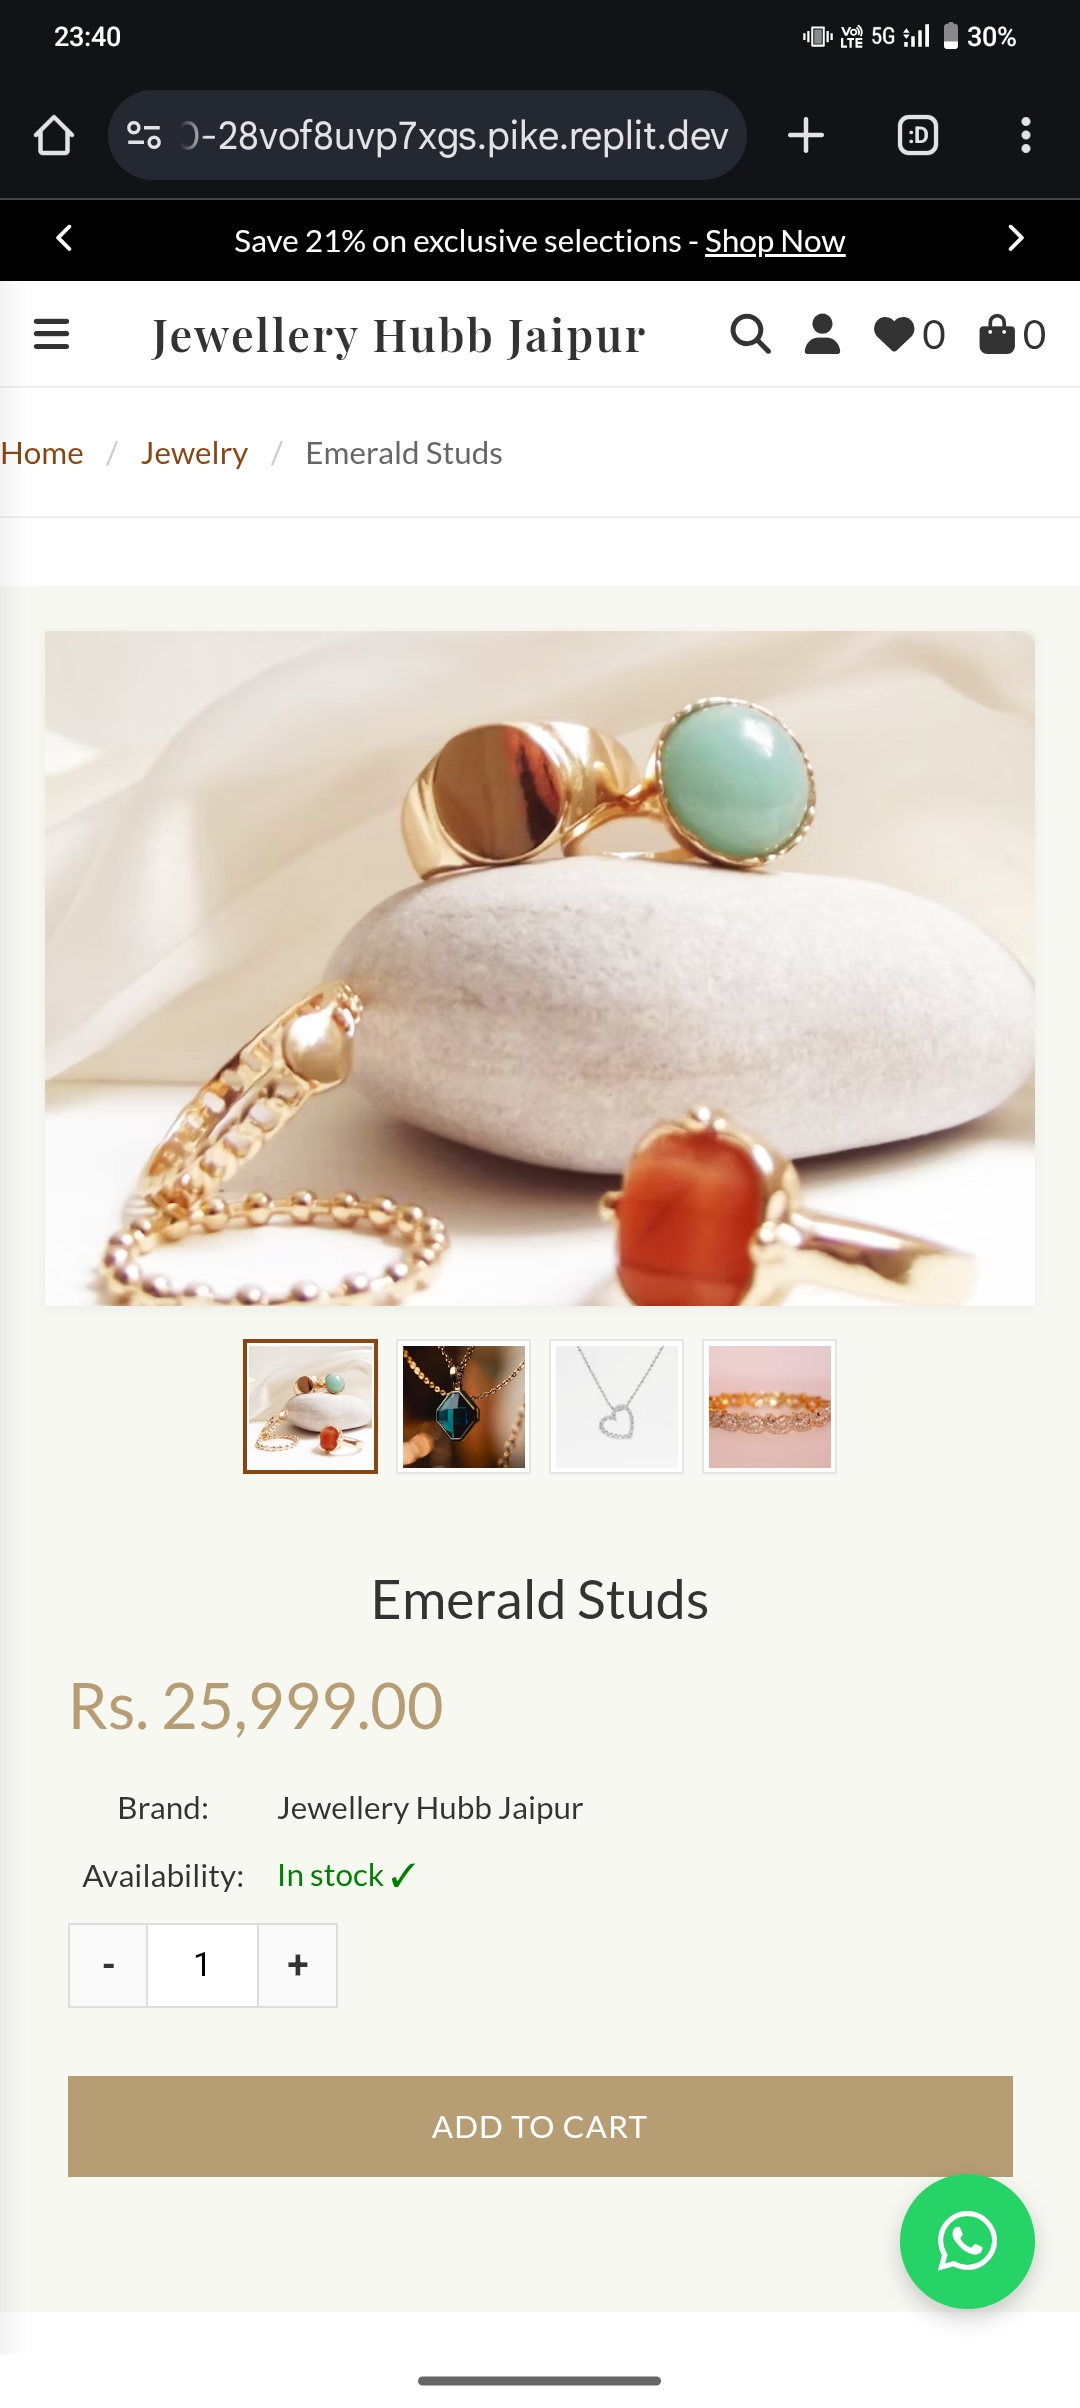 23:40 Vo) LTE 5G 30%
-28vof8uvp7xgs.pike.replit.dev :D
Save 21% on exclusive selections - Shop Now
Jewellery Hubb Jaipur 0 0
Home / Jewelry / Emerald Studs
Emerald Studs
Rs. 25,999.00
Brand: Jewellery Hubb Jaipur
Availability: In stock ✓
- 1 +
ADD TO CART